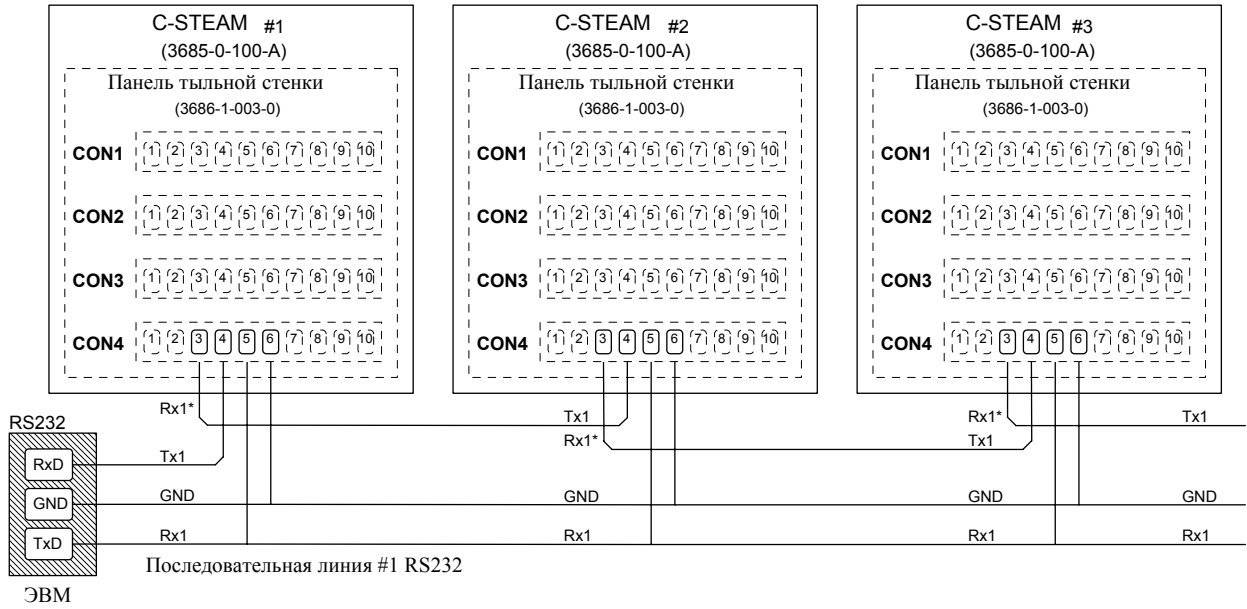 C-STEAM #1
(3685-0-100-A)
Панель тыльной стенки
(3686-1-003-0)
CON1 1 2 3 4 5 6 7 8 9 10
CON2 1 2 3 4 5 6 7 8 9 10
CON3 1 2 3 4 5 6 7 8 9 10
CON4 1 2 3 4 5 6 7 8 9 10
C-STEAM #2
(3685-0-100-A)
Панель тыльной стенки
(3686-1-003-0)
CON1 1 2 3 4 5 6 7 8 9 10
CON2 1 2 3 4 5 6 7 8 9 10
CON3 1 2 3 4 5 6 7 8 9 10
CON4 1 2 3 4 5 6 7 8 9 10
C-STEAM #3
(3685-0-100-A)
Панель тыльной стенки
(3686-1-003-0)
CON1 1 2 3 4 5 6 7 8 9 10
CON2 1 2 3 4 5 6 7 8 9 10
CON3 1 2 3 4 5 6 7 8 9 10
CON4 1 2 3 4 5 6 7 8 9 10
Rx1* Tx1 Rx1* Tx1
RS232
Rx1* Tx1
RxD Tx1
GND GND GND GND GND
TxD Rx1 Rx1 Rx1 Rx1
Последовательная линия #1 RS232
ЭВМ